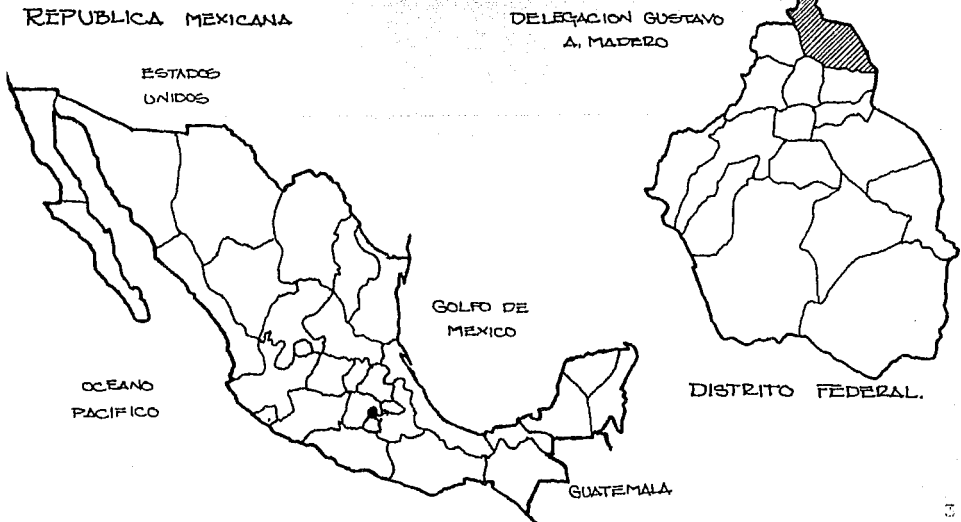 REPUBLICA MEXICANA
DELEGACION GUSTAVO
A. MADERO
ESTADOS
UNIDOS
GOLFO DE
MEXICO
OCEANO
PACIFICO
DISTRITO FEDERAL.
GUATEMALA